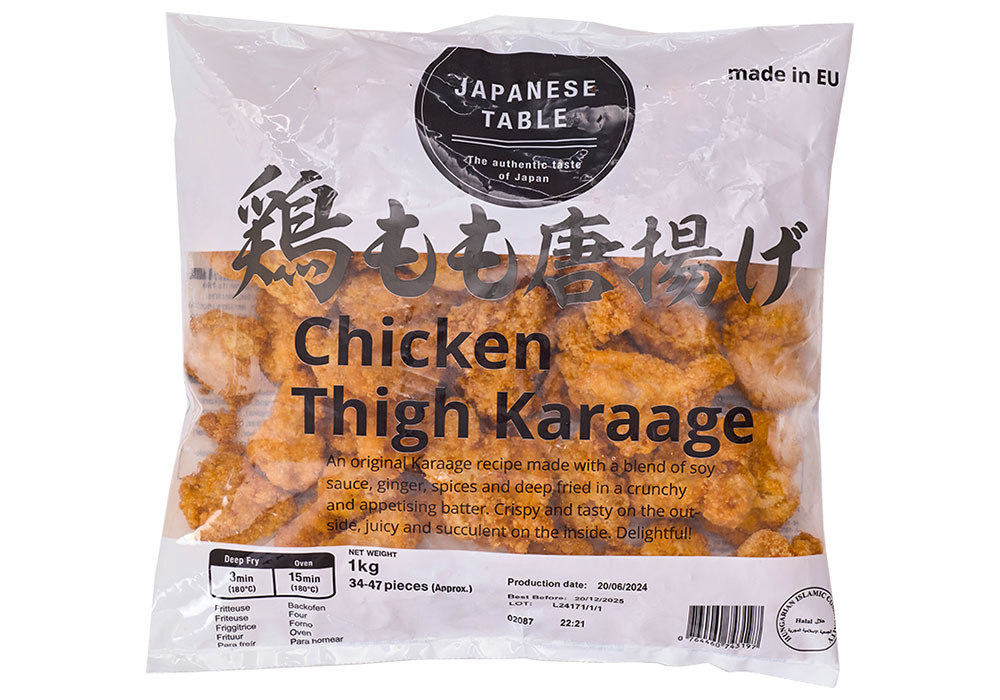 JAPANESE
TABLE
The authentic taste
of Japan
made in EU
鶏もも唐揚げ
Chicken
Thigh Karaage
An original Karaage recipe made with a blend of soy
sauce, ginger, spices and deep fried in a crunchy
and appetising batter. Crispy and tasty on the out-
side, juicy and succulent on the inside. Delightful!
Deep Fry
3min
(180°C)
Oven
15min
(180°C)
Fritteuse
Friteuse
Friggitrice
Frituur
Para freír
Backofen
Four
Forno
Oven
Para hornear
NET WEIGHT
1kg
34-47 pieces (Approx.)
Production date: 20/06/2024
Best Before: 20/12/2025
LOT: L24171/1/1
02087 22:21
0 764460 743197
HUNGARIAN ISLAMIC
Halal حلال